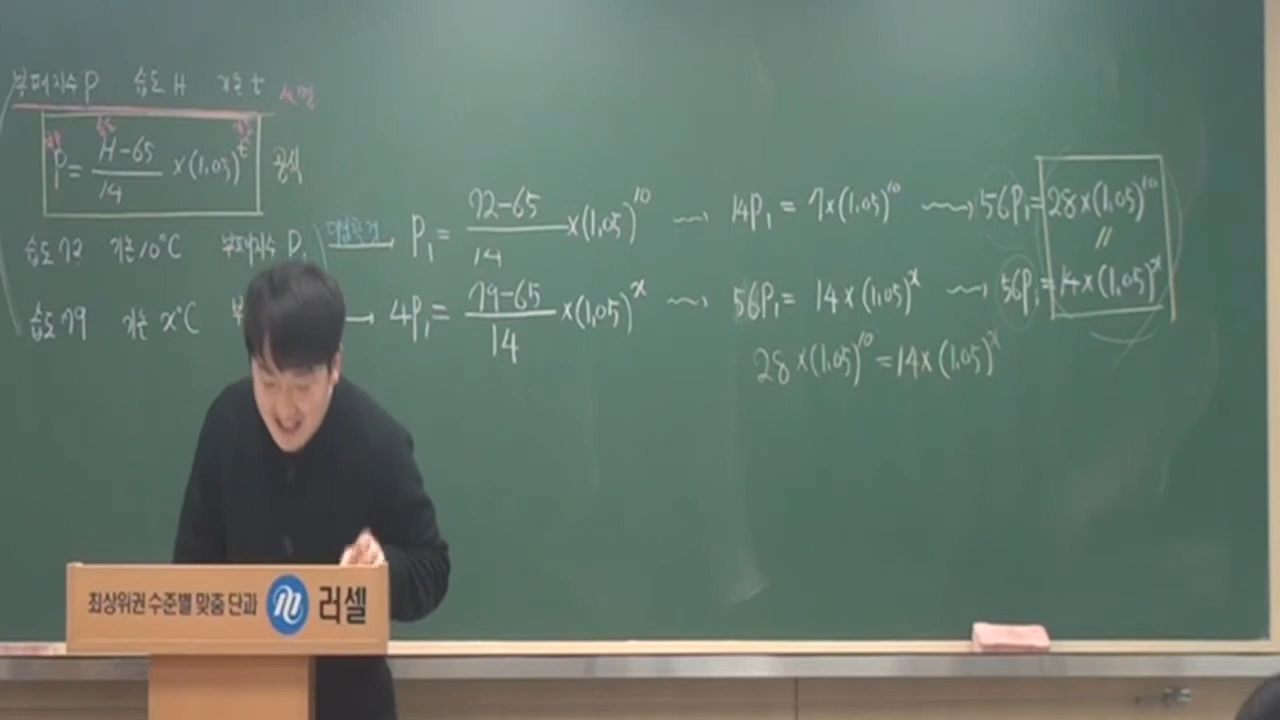 부패지수 P 습도 H 기온 t 설명
P = H-65 / 14 × (1.05)^t 공식
습도 72 기온 10°C 부패지수 P₁
P₁ = 72-65 / 14 × (1.05)^10 → 14P₁ = 7×(1.05)^10 → 56P₁ = 28×(1.05)^10
〃
습도 79 기온 x°C → 4P₁ = 79-65 / 14 × (1.05)^x → 56P₁ = 14×(1.05)^x → 56P₁ = 14×(1.05)^x
28×(1.05)^10 = 14×(1.05)^x
최상위권 수준별 맞춤 단과 m 러셀